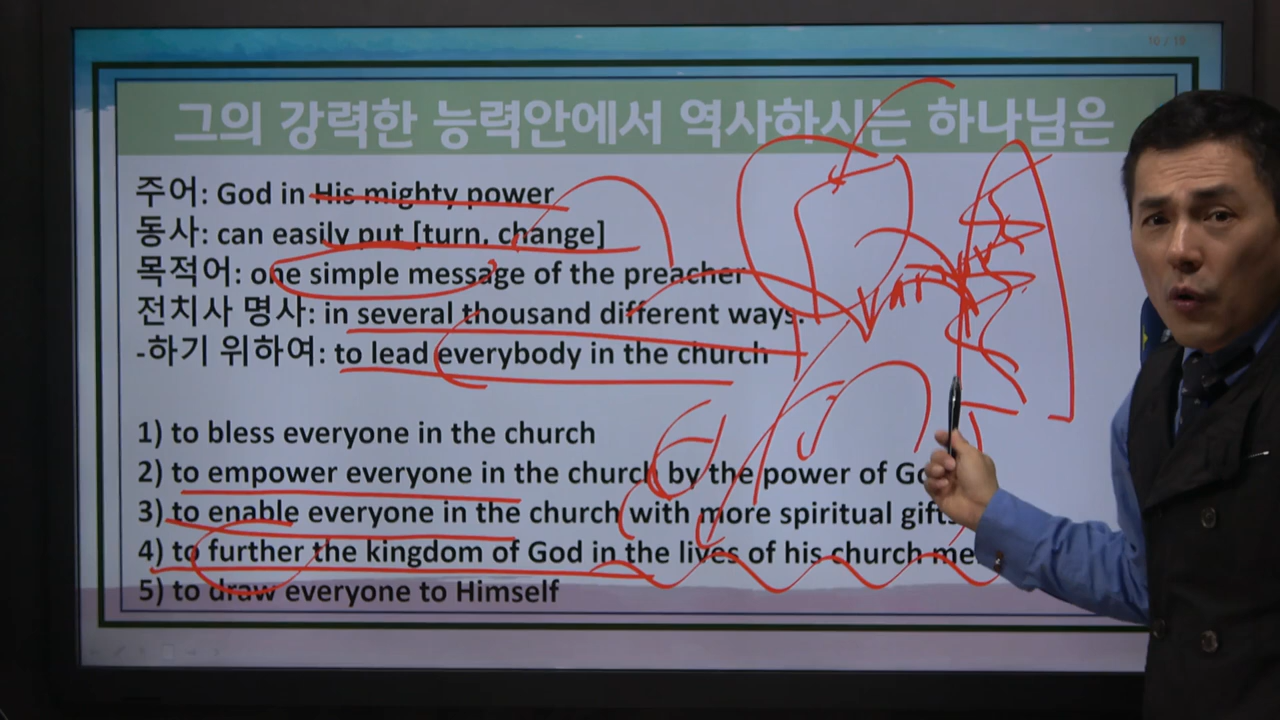 10 / 18
그의 강력한 능력안에서 역사하시는 하나님은
주어: God in His mighty power
동사: can easily put [turn, change]
목적어: one simple message of the preacher
전치사 명사: in several thousand different ways.
-하기 위하여: to lead everybody in the church
1) to bless everyone in the church
2) to empower everyone in the church by the power of Go
3) to enable everyone in the church with more spiritual gifts
4) to further the kingdom of God in the lives of his church me
5) to draw everyone to Himself